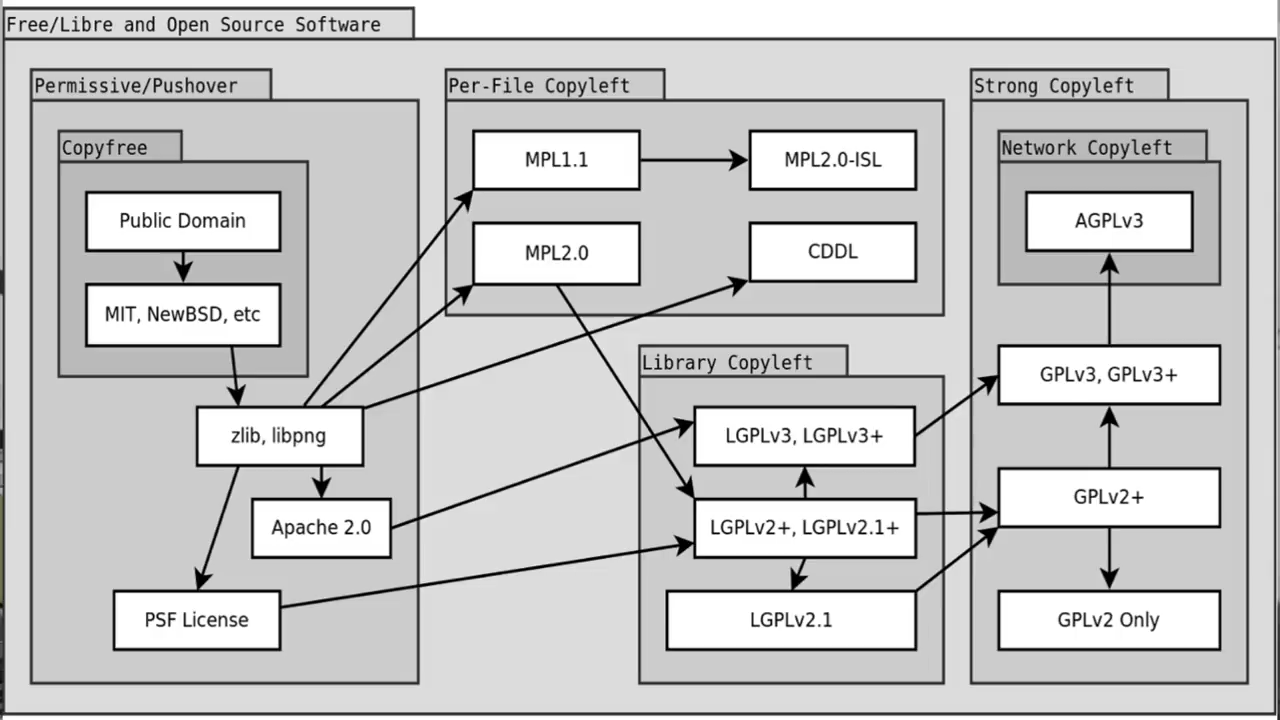 Free/Libre and Open Source Software
Permissive/Pushover
Copyfree
Public Domain
MIT, NewBSD, etc
zlib, libpng
Apache 2.0
PSF License
Per-File Copyleft
MPL1.1
MPL2.0-ISL
MPL2.0
CDDL
Library Copyleft
LGPLv3, LGPLv3+
LGPLv2+, LGPLv2.1+
LGPLv2.1
Strong Copyleft
Network Copyleft
AGPLv3
GPLv3, GPLv3+
GPLv2+
GPLv2 Only